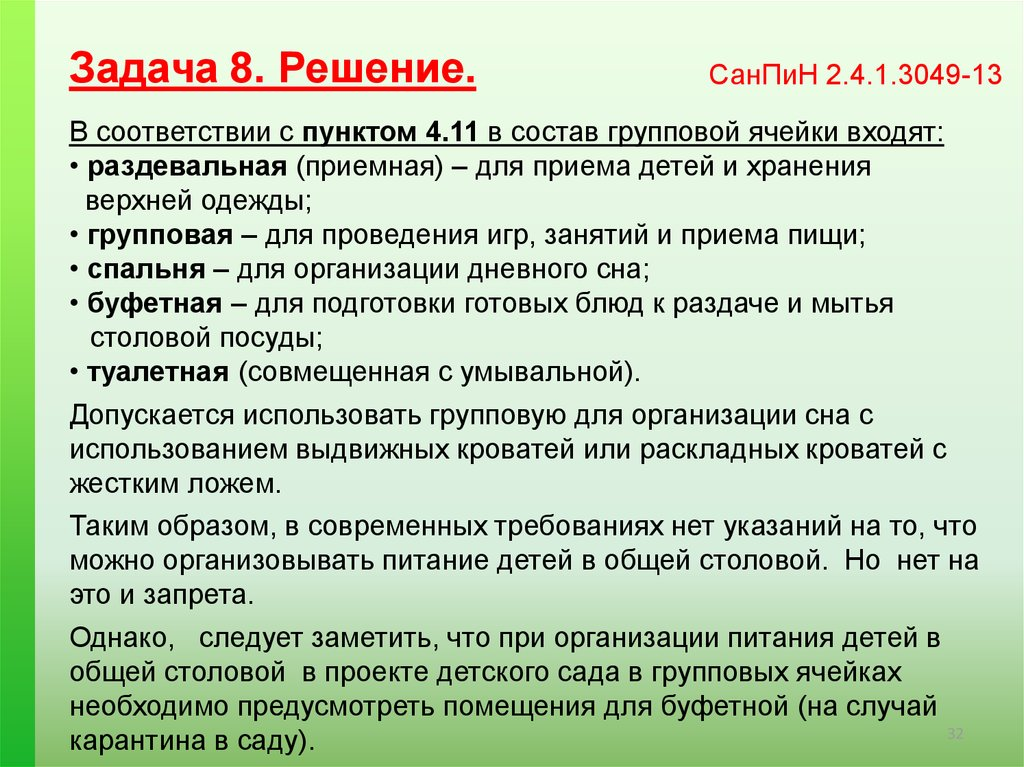 Задача 8. Решение.
СанПиН 2.4.1.3049-13
В соответствии с пунктом 4.11 в состав групповой ячейки входят:
• раздевальная (приемная) – для приема детей и хранения
верхней одежды;
• групповая – для проведения игр, занятий и приема пищи;
• спальня – для организации дневного сна;
• буфетная – для подготовки готовых блюд к раздаче и мытья
столовой посуды;
• туалетная (совмещенная с умывальной).
Допускается использовать групповую для организации сна с
использованием выдвижных кроватей или раскладных кроватей с
жестким ложем.
Таким образом, в современных требованиях нет указаний на то, что
можно организовывать питание детей в общей столовой. Но нет на
это и запрета.
Однако, следует заметить, что при организации питания детей в
общей столовой в проекте детского сада в групповых ячейках
необходимо предусмотреть помещения для буфетной (на случай
карантина в саду).
32